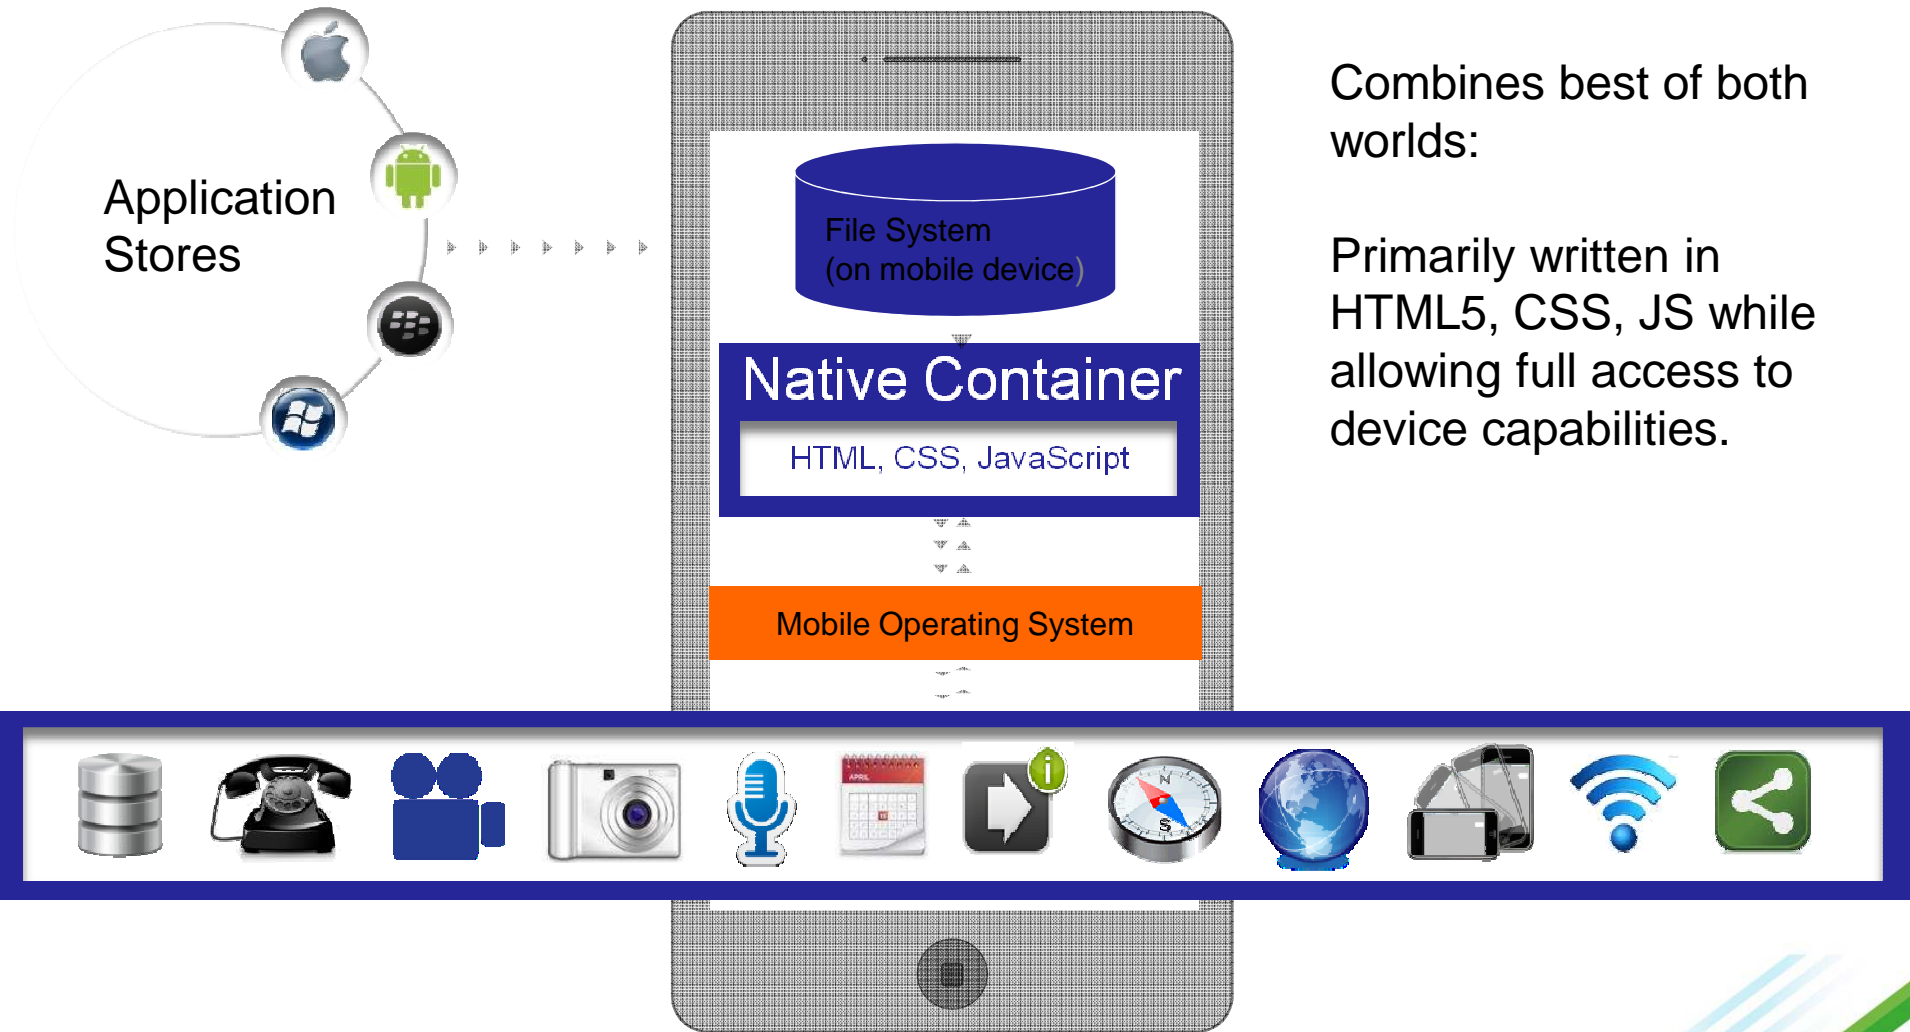 Application
Stores
File System
(on mobile device)
Native Container
HTML, CSS, JavaScript
Mobile Operating System
Combines best of both
worlds:
Primarily written in
HTML5, CSS, JS while
allowing full access to
device capabilities.
APRIL
i
N
S